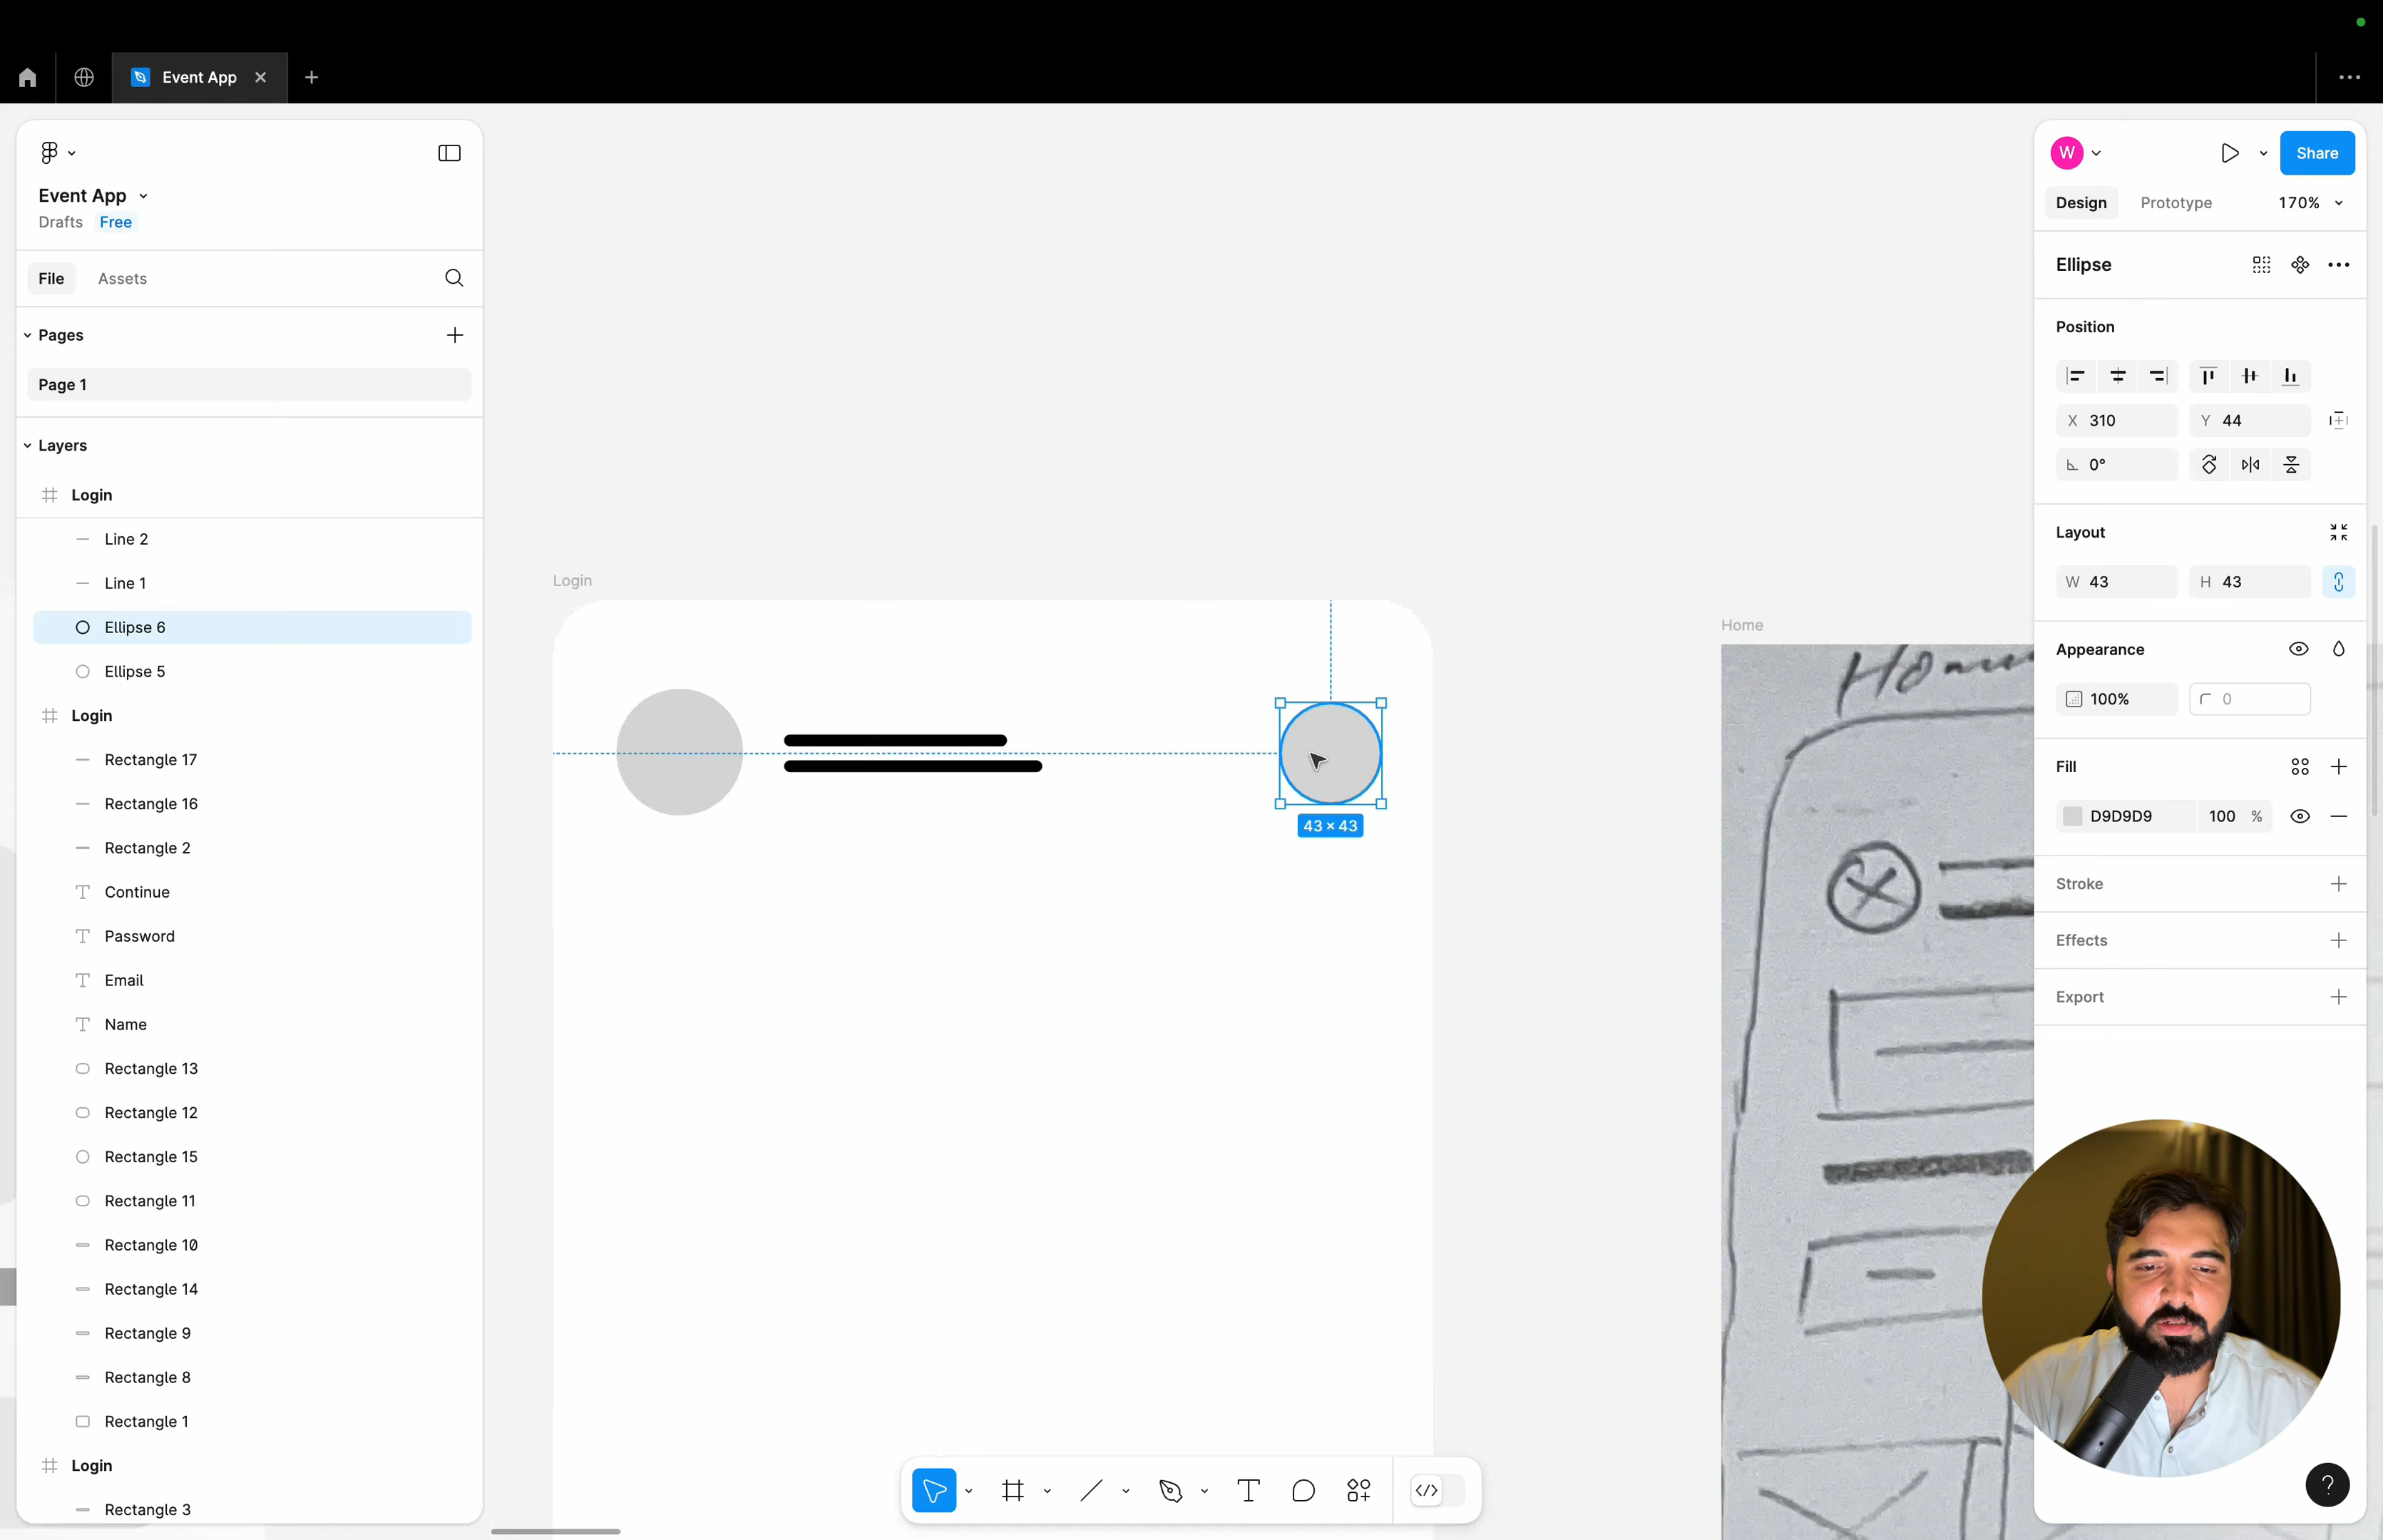 Event App
Event App
Drafts Free
File Assets
Pages
Page 1
Layers
Login
Line 2
Line 1
Ellipse 6
Ellipse 5
Login
Rectangle 17
Rectangle 16
Rectangle 2
Continue
Password
Email
Name
Rectangle 13
Rectangle 12
Rectangle 15
Rectangle 11
Rectangle 10
Rectangle 14
Rectangle 9
Rectangle 8
Rectangle 1
Login
Rectangle 3
Login
43 × 43
Home
W
Share
Design Prototype 170%
Ellipse
Position
X 310 Y 44
0°
Layout
W 43 H 43
Appearance
100% 0
Fill
D9D9D9 100 %
Stroke
Effects
Export
?